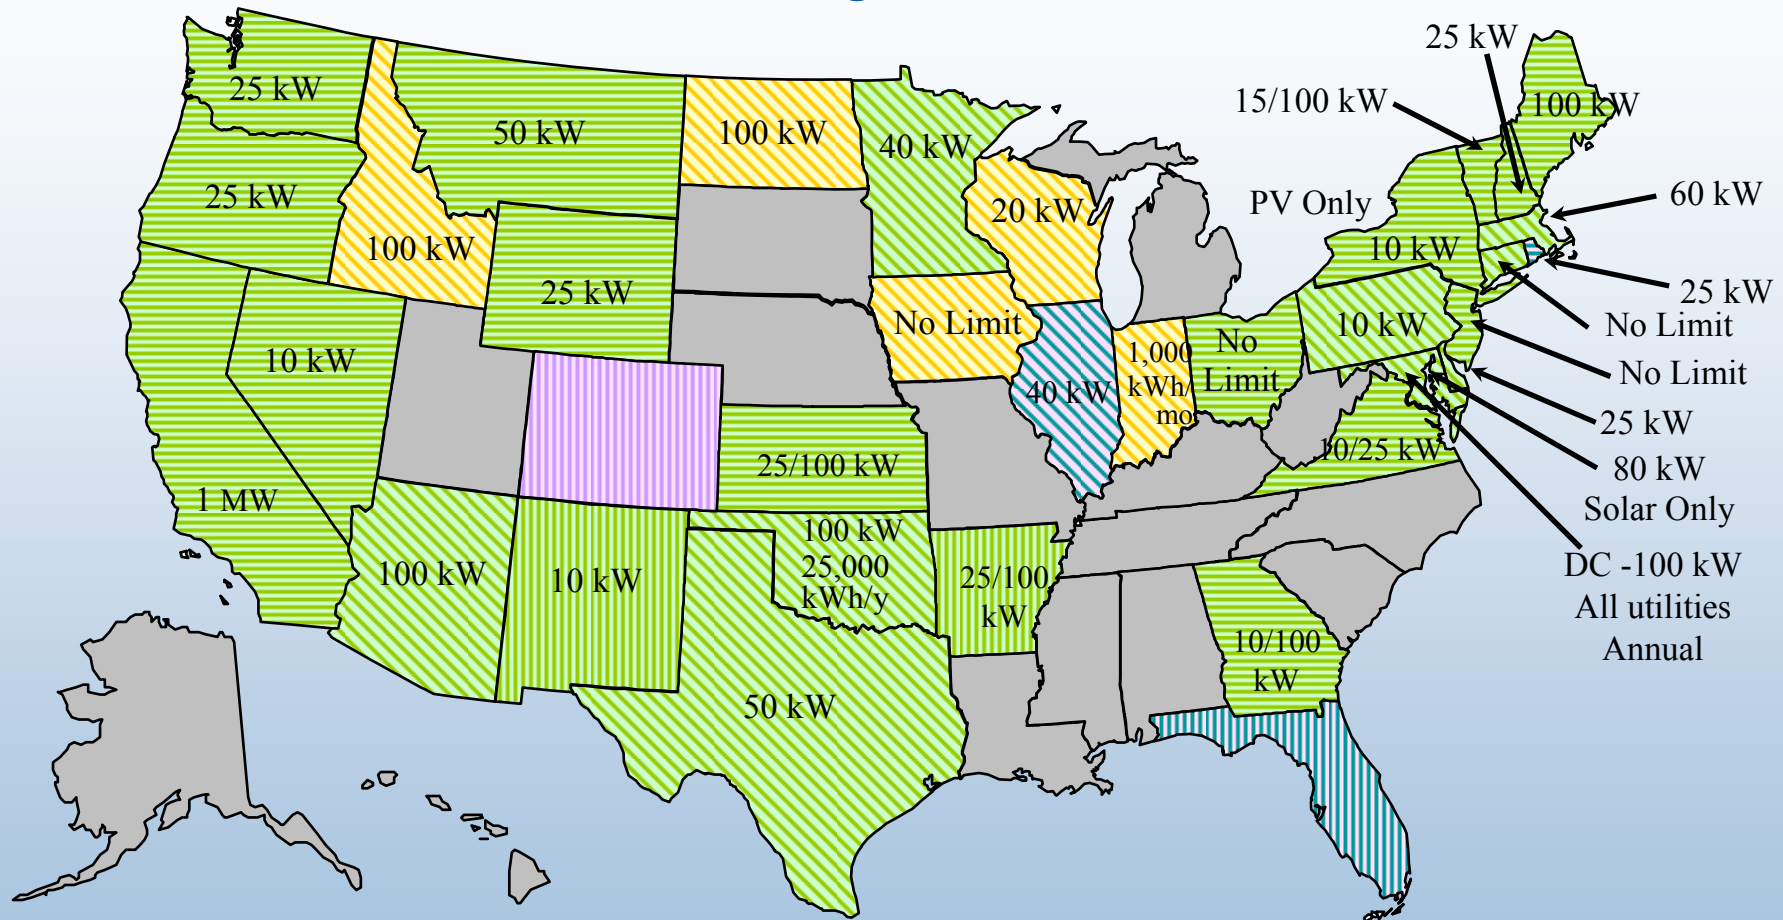 25 kW
25 kW
50 kW
100 kW
40 kW
15/100 kW
100 kW
25 kW
20 kW
PV Only
60 kW
100 kW
10 kW
25 kW
25 kW
No Limit
10 kW
No Limit
10 kW
1,000
kWh/
mo
No
Limit
No Limit
40 kW
25 kW
10/25 kW
25/100 kW
80 kW
Solar Only
1 MW
100 kW
25,000
kWh/y
DC -100 kW
All utilities
Annual
100 kW
10 kW
25/100
kW
10/100
kW
50 kW